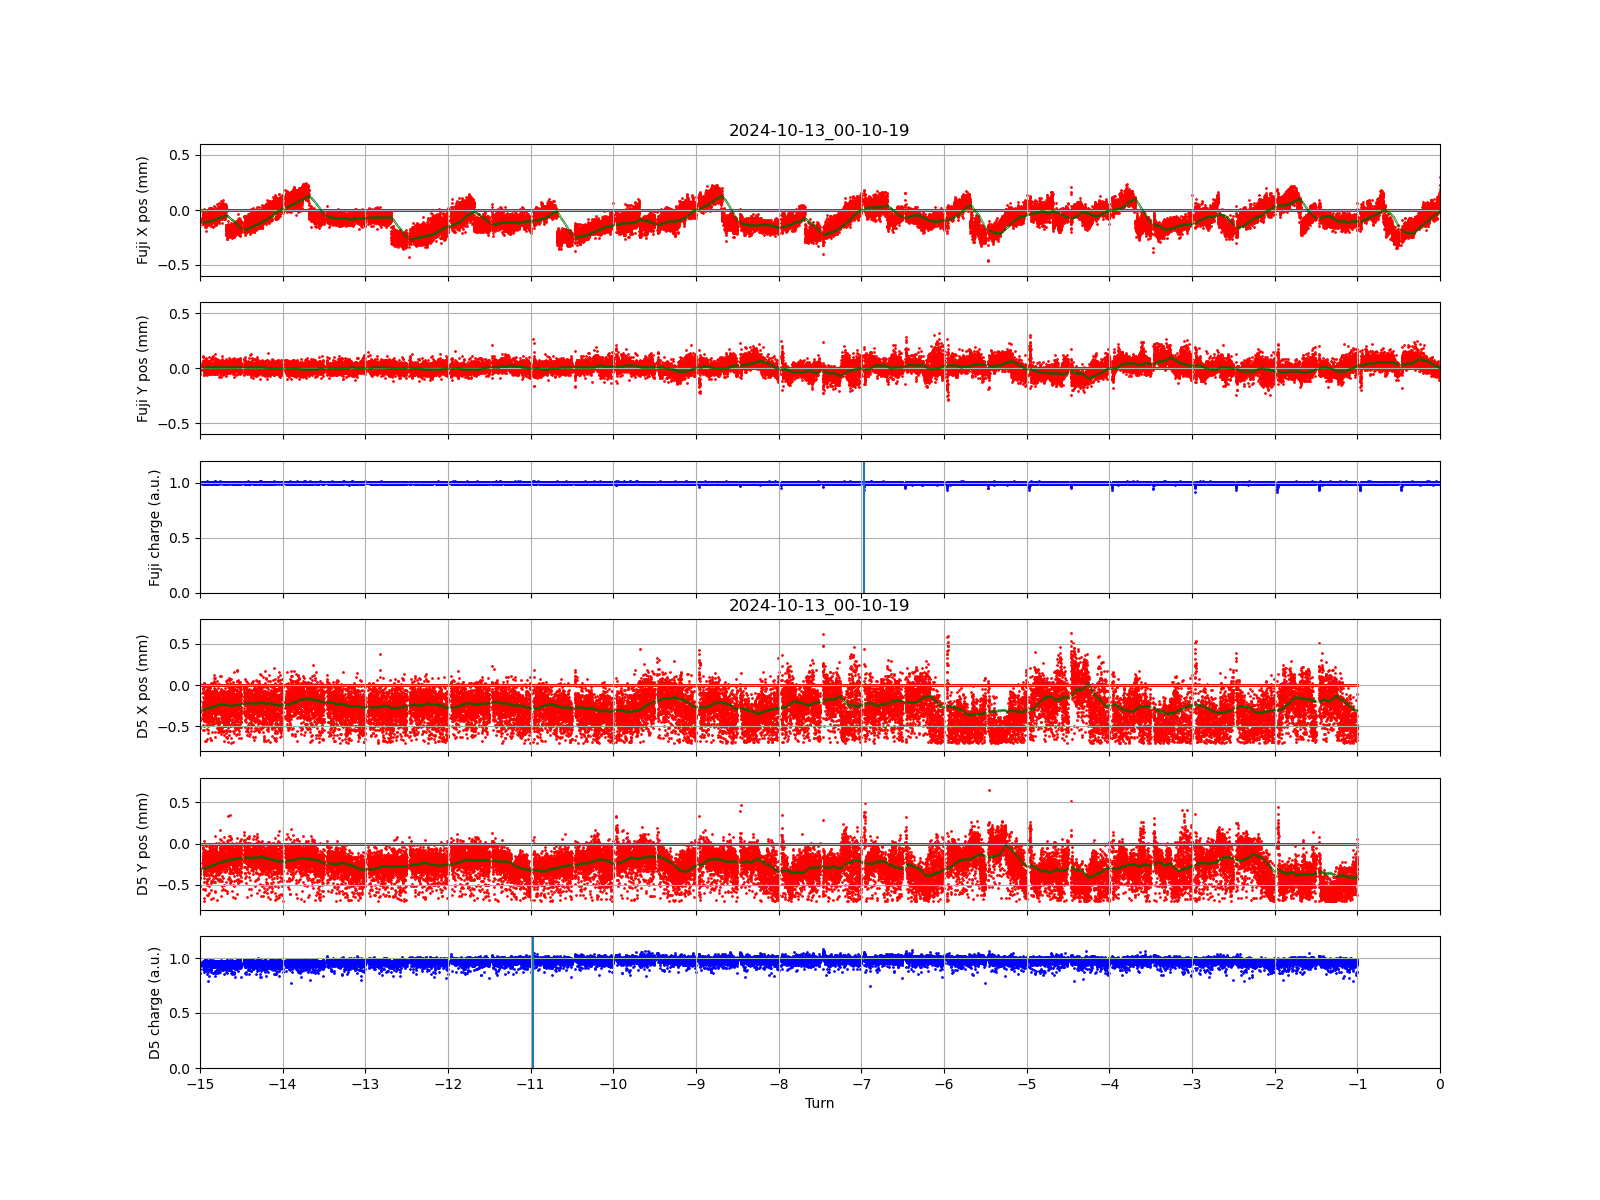 2024-10-13_00-10-19
Fuji X pos (mm)
0.5
0.0
−0.5
Fuji Y pos (mm)
0.5
0.0
−0.5
Fuji charge (a.u.)
1.0
0.5
0.0
2024-10-13_00-10-19
D5 X pos (mm)
0.5
0.0
−0.5
D5 Y pos (mm)
0.5
0.0
−0.5
D5 charge (a.u.)
1.0
0.5
0.0
−15 −14 −13 −12 −11 −10 −9 −8 −7 −6 −5 −4 −3 −2 −1 0
Turn